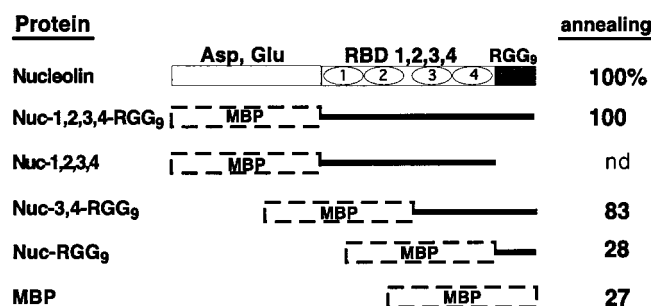 Protein annealing
Asp, Glu RBD 1,2,3,4 RGG9
Nucleolin 1 2 3 4 100%
Nuc-1,2,3,4-RGG9 MBP 100
Nuc-1,2,3,4 MBP nd
Nuc-3,4-RGG9 MBP 83
Nuc-RGG9 MBP 28
MBP MBP 27